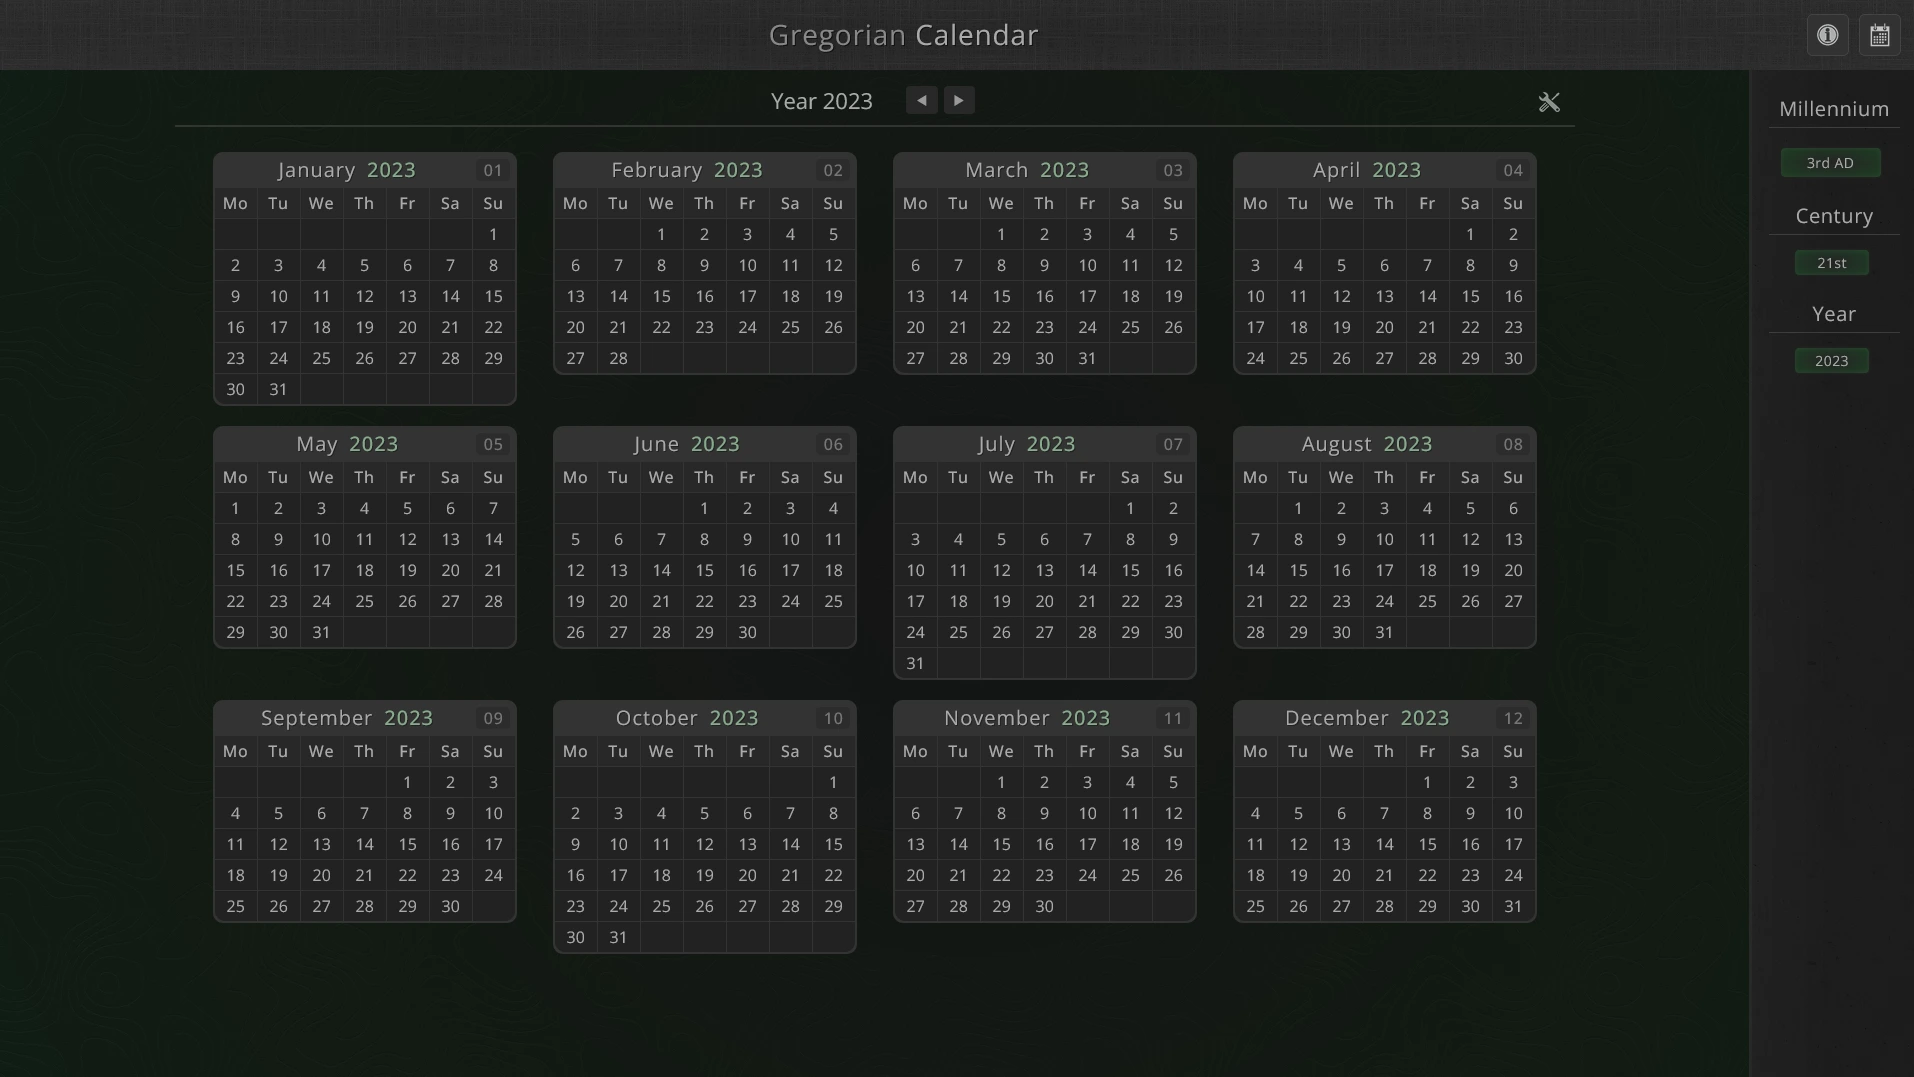 Gregorian Calendar
Year 2023
January 2023 01
Mo Tu We Th Fr Sa Su
1
2 3 4 5 6 7 8
9 10 11 12 13 14 15
16 17 18 19 20 21 22
23 24 25 26 27 28 29
30 31
February 2023 02
Mo Tu We Th Fr Sa Su
1 2 3 4 5
6 7 8 9 10 11 12
13 14 15 16 17 18 19
20 21 22 23 24 25 26
27 28
March 2023 03
Mo Tu We Th Fr Sa Su
1 2 3 4 5
6 7 8 9 10 11 12
13 14 15 16 17 18 19
20 21 22 23 24 25 26
27 28 29 30 31
April 2023 04
Mo Tu We Th Fr Sa Su
1 2
3 4 5 6 7 8 9
10 11 12 13 14 15 16
17 18 19 20 21 22 23
24 25 26 27 28 29 30
May 2023 05
Mo Tu We Th Fr Sa Su
1 2 3 4 5 6 7
8 9 10 11 12 13 14
15 16 17 18 19 20 21
22 23 24 25 26 27 28
29 30 31
June 2023 06
Mo Tu We Th Fr Sa Su
1 2 3 4
5 6 7 8 9 10 11
12 13 14 15 16 17 18
19 20 21 22 23 24 25
26 27 28 29 30
July 2023 07
Mo Tu We Th Fr Sa Su
1 2
3 4 5 6 7 8 9
10 11 12 13 14 15 16
17 18 19 20 21 22 23
24 25 26 27 28 29 30
31
August 2023 08
Mo Tu We Th Fr Sa Su
1 2 3 4 5 6
7 8 9 10 11 12 13
14 15 16 17 18 19 20
21 22 23 24 25 26 27
28 29 30 31
September 2023 09
Mo Tu We Th Fr Sa Su
1 2 3
4 5 6 7 8 9 10
11 12 13 14 15 16 17
18 19 20 21 22 23 24
25 26 27 28 29 30
October 2023 10
Mo Tu We Th Fr Sa Su
1
2 3 4 5 6 7 8
9 10 11 12 13 14 15
16 17 18 19 20 21 22
23 24 25 26 27 28 29
30 31
November 2023 11
Mo Tu We Th Fr Sa Su
1 2 3 4 5
6 7 8 9 10 11 12
13 14 15 16 17 18 19
20 21 22 23 24 25 26
27 28 29 30
December 2023 12
Mo Tu We Th Fr Sa Su
1 2 3
4 5 6 7 8 9 10
11 12 13 14 15 16 17
18 19 20 21 22 23 24
25 26 27 28 29 30 31
Millennium
3rd AD
Century
21st
Year
2023